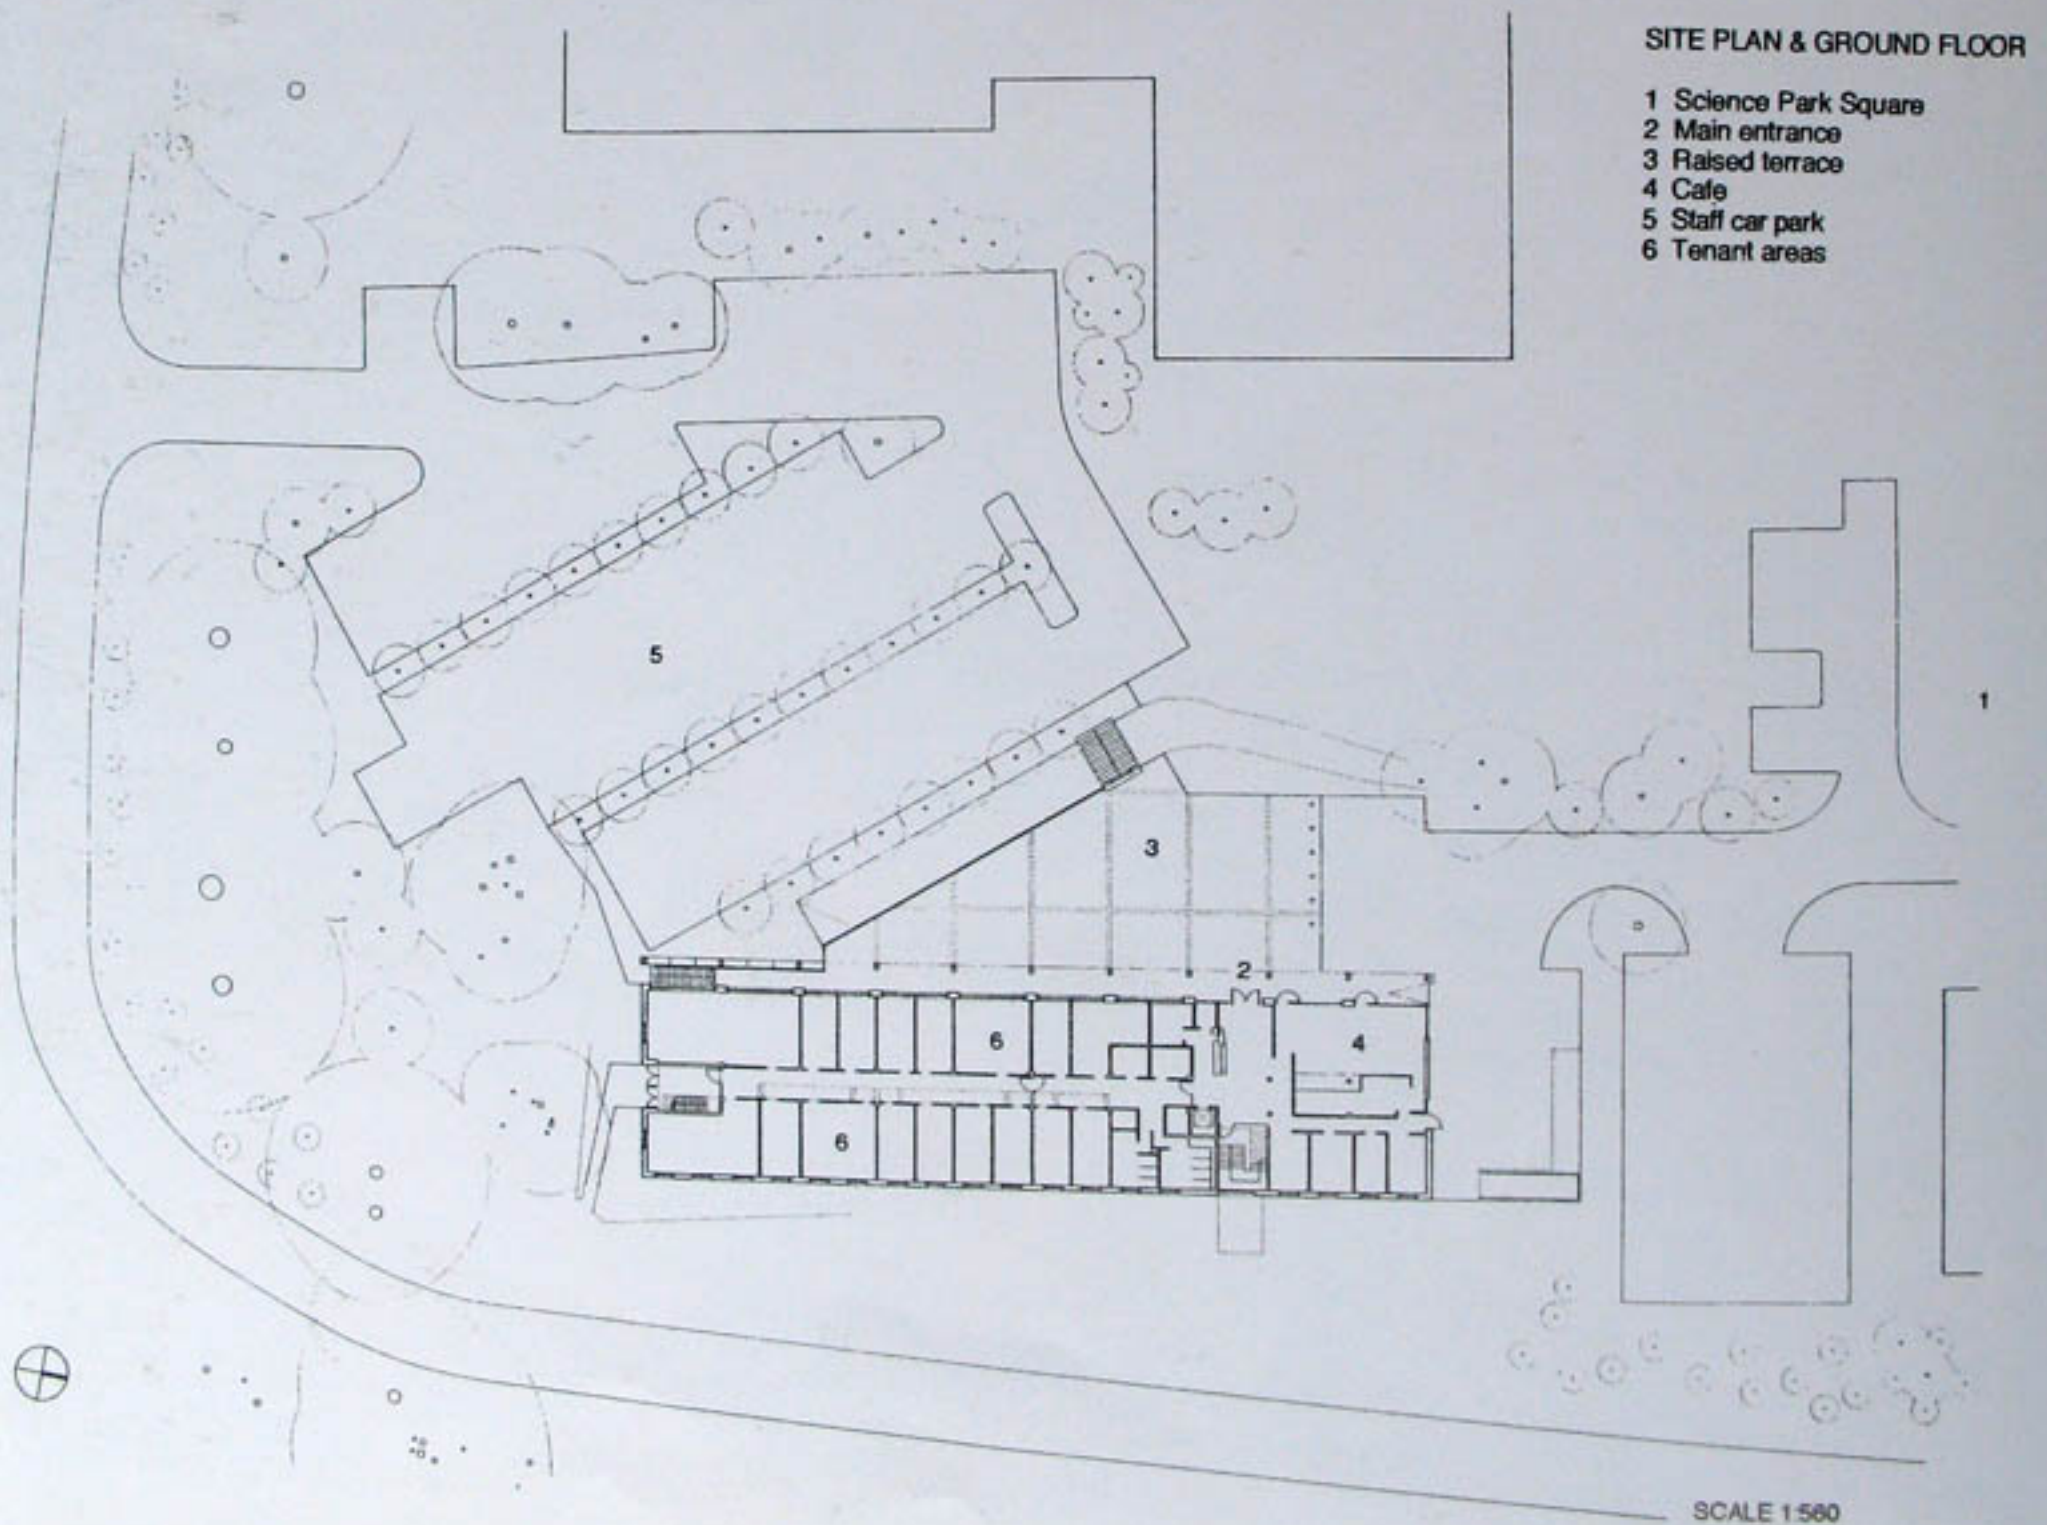 SITE PLAN & GROUND FLOOR
1 Science Park Square
2 Main entrance
3 Raised terrace
4 Cafe
5 Staff car park
6 Tenant areas
5
1
3
2
6
4
6
SCALE 1:560